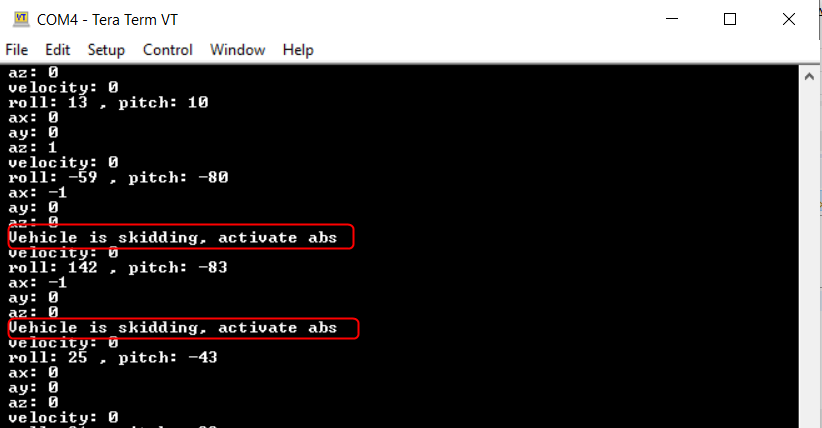 VT COM4 - Tera Term VT
File Edit Setup Control Window Help
az: 0
velocity: 0
roll: 13 , pitch: 10
ax: 0
ay: 0
az: 1
velocity: 0
roll: -59 , pitch: -80
ax: -1
ay: 0
az: 0
Vehicle is skidding, activate abs
velocity: 0
roll: 142 , pitch: -83
ax: -1
ay: 0
az: 0
Vehicle is skidding, activate abs
velocity: 0
roll: 25 , pitch: -43
ax: 0
ay: 0
az: 0
velocity: 0